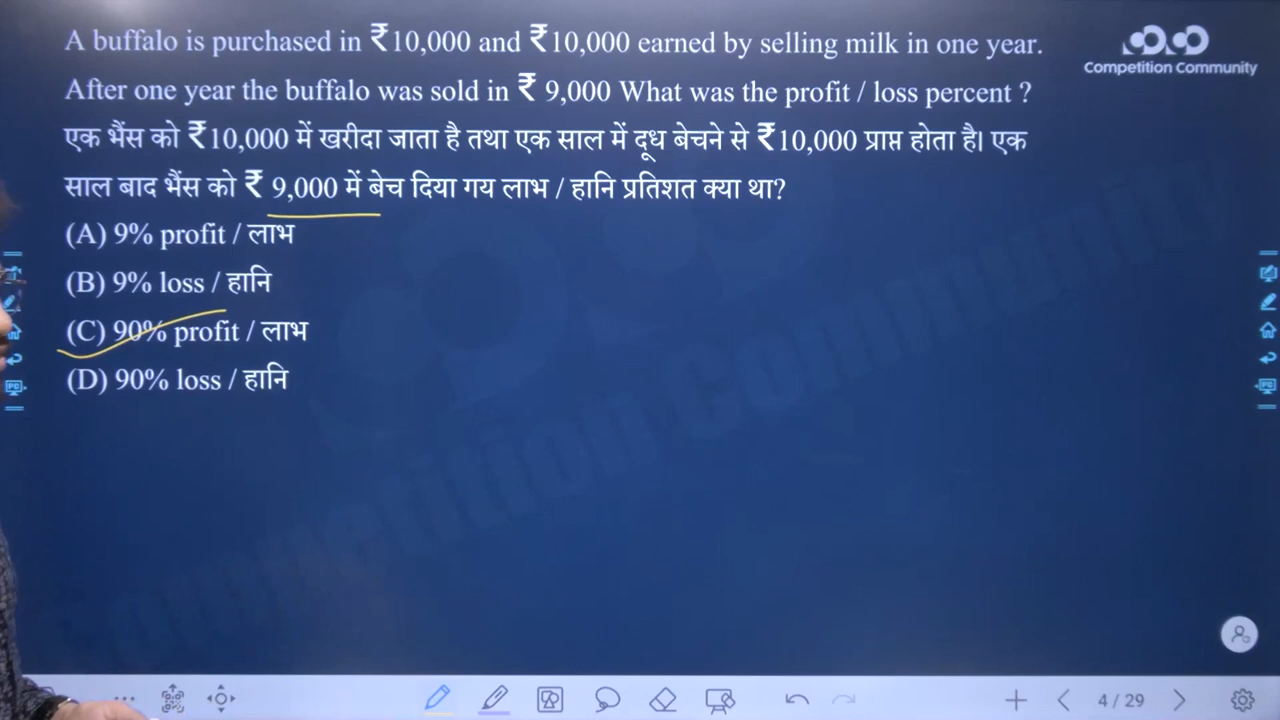 A buffalo is purchased in ₹10,000 and ₹10,000 earned by selling milk in one year.
Competition Community
After one year the buffalo was sold in ₹ 9,000 What was the profit / loss percent ?
एक भैंस को ₹10,000 में खरीदा जाता है तथा एक साल में दूध बेचने से ₹10,000 प्राप्त होता है। एक
साल बाद भैंस को ₹ 9,000 में बेच दिया गय लाभ / हानि प्रतिशत क्या था?
(A) 9% profit / लाभ
(B) 9% loss / हानि
(C) 90% profit / लाभ
(D) 90% loss / हानि
Competition Community
4 / 29